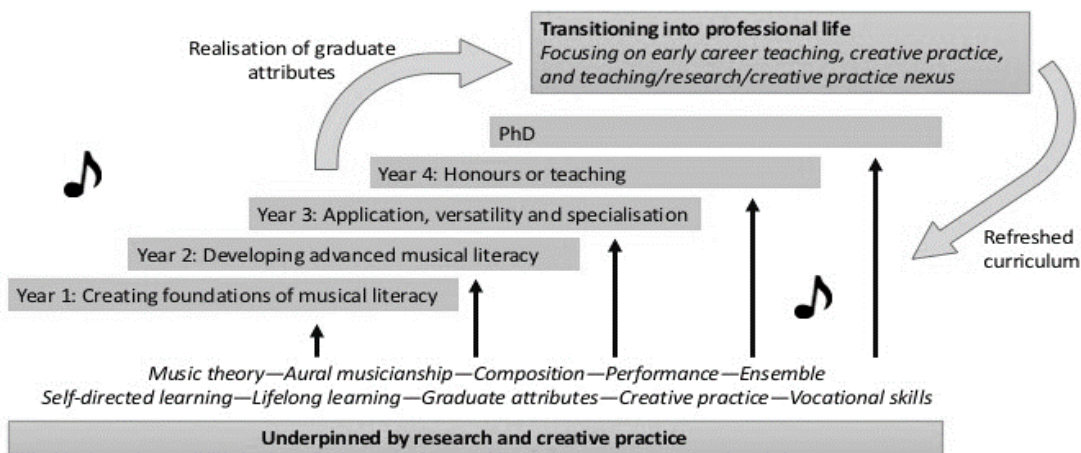 Transitioning into professional life
Focusing on early career teaching, creative practice,
and teaching/research/creative practice nexus
Realisation of graduate
attributes
PhD
Year 4: Honours or teaching
Year 3: Application, versatility and specialisation
Year 2: Developing advanced musical literacy
Year 1: Creating foundations of musical literacy
Refreshed
curriculum
Music theory—Aural musicianship—Composition—Performance—Ensemble
Self-directed learning—Lifelong learning—Graduate attributes—Creative practice—Vocational skills
Underpinned by research and creative practice